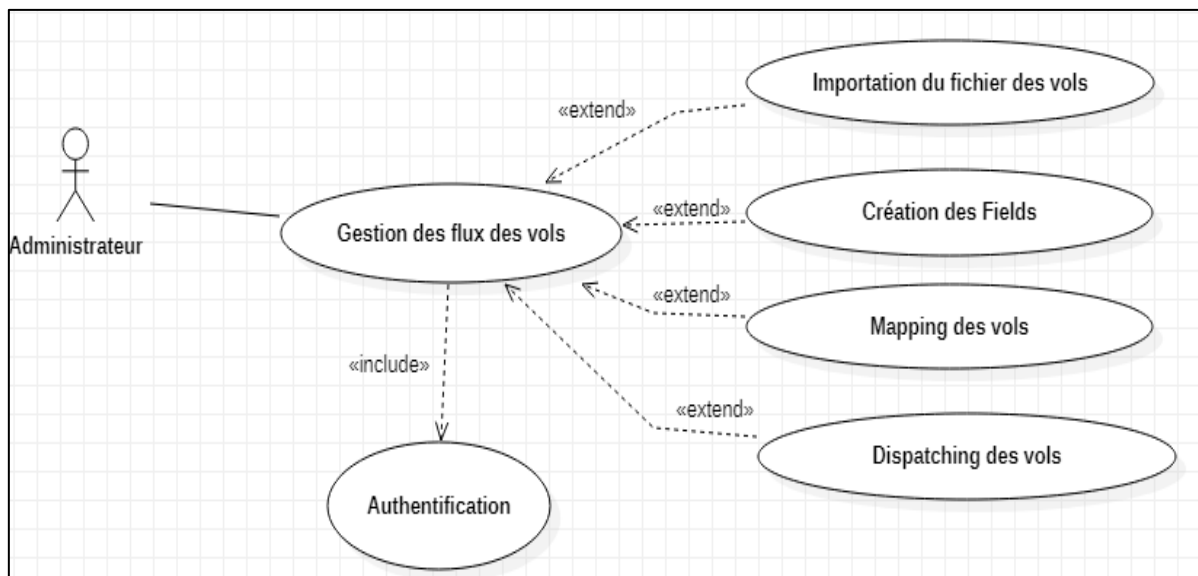 Importation du fichier des vols
«extend»
Création des Fields
«extend»
Gestion des flux des vols
Administrateur
«extend»
Mapping des vols
«include»
«extend»
Dispatching des vols
Authentification